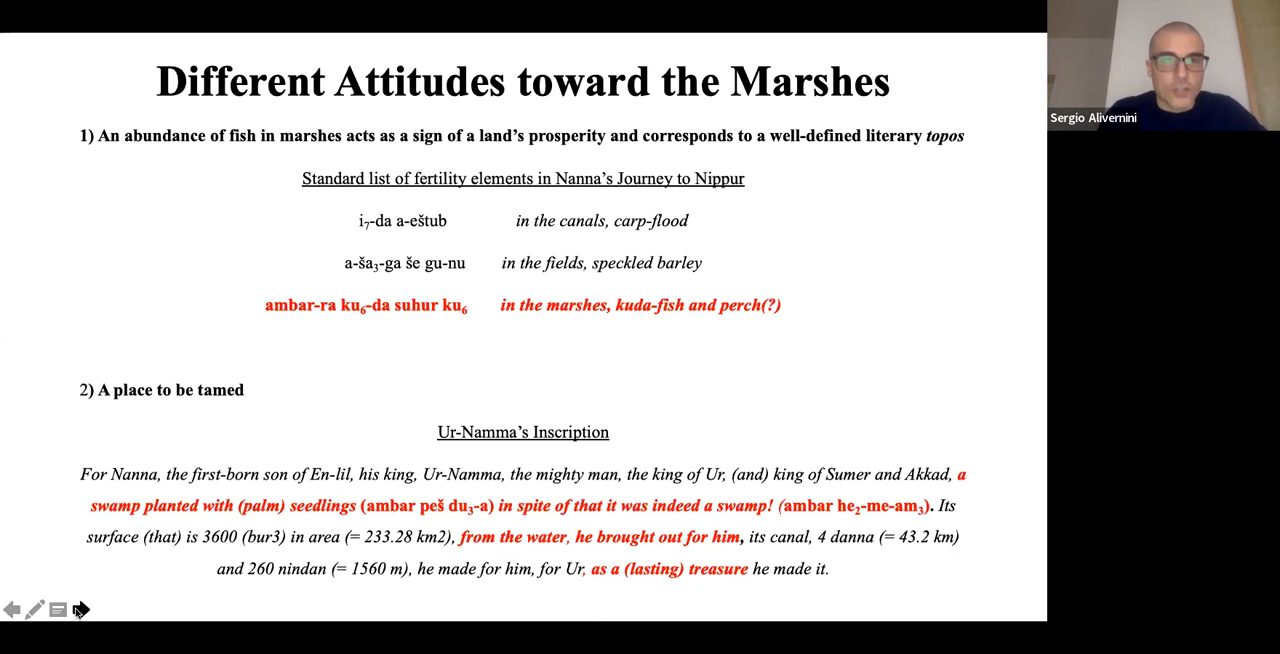 Different Attitudes toward the Marshes
1) An abundance of fish in marshes acts as a sign of a land’s prosperity and corresponds to a well-defined literary topos
Standard list of fertility elements in Nanna’s Journey to Nippur
i₇-da a-eštub in the canals, carp-flood
a-ša₃-ga še gu-nu in the fields, speckled barley
ambar-ra ku₆-da suhur ku₆ in the marshes, kuda-fish and perch(?)
2) A place to be tamed
Ur-Namma’s Inscription
For Nanna, the first-born son of En-lil, his king, Ur-Namma, the mighty man, the king of Ur, (and) king of Sumer and Akkad, a
swamp planted with (palm) seedlings (ambar peš du₃-a) in spite of that it was indeed a swamp! (ambar he₂-me-am₃). Its
surface (that) is 3600 (bur3) in area (= 233.28 km2), from the water, he brought out for him, its canal, 4 danna (= 43.2 km)
and 260 nindan (= 1560 m), he made for him, for Ur, as a (lasting) treasure he made it.
Sergio Alivernini